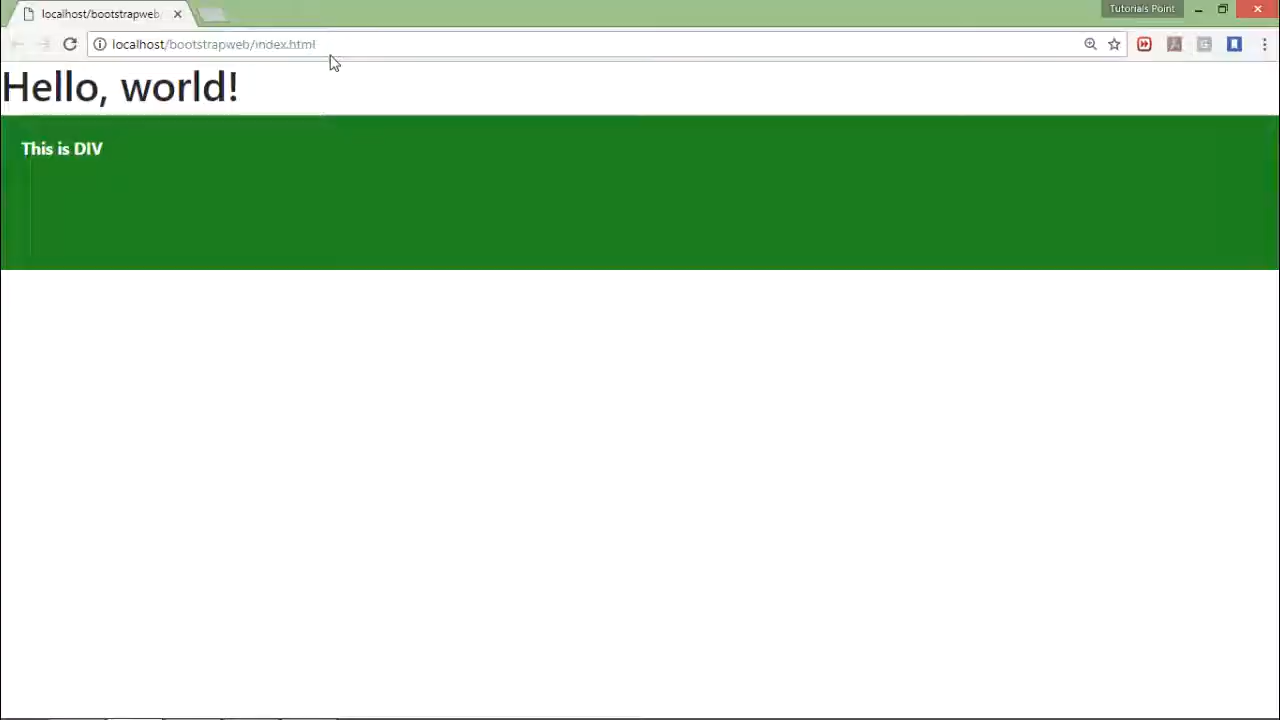 localhost/bootstrapweb
Tutorials Point
localhost/bootstrapweb/index.html
Hello, world!
This is DIV